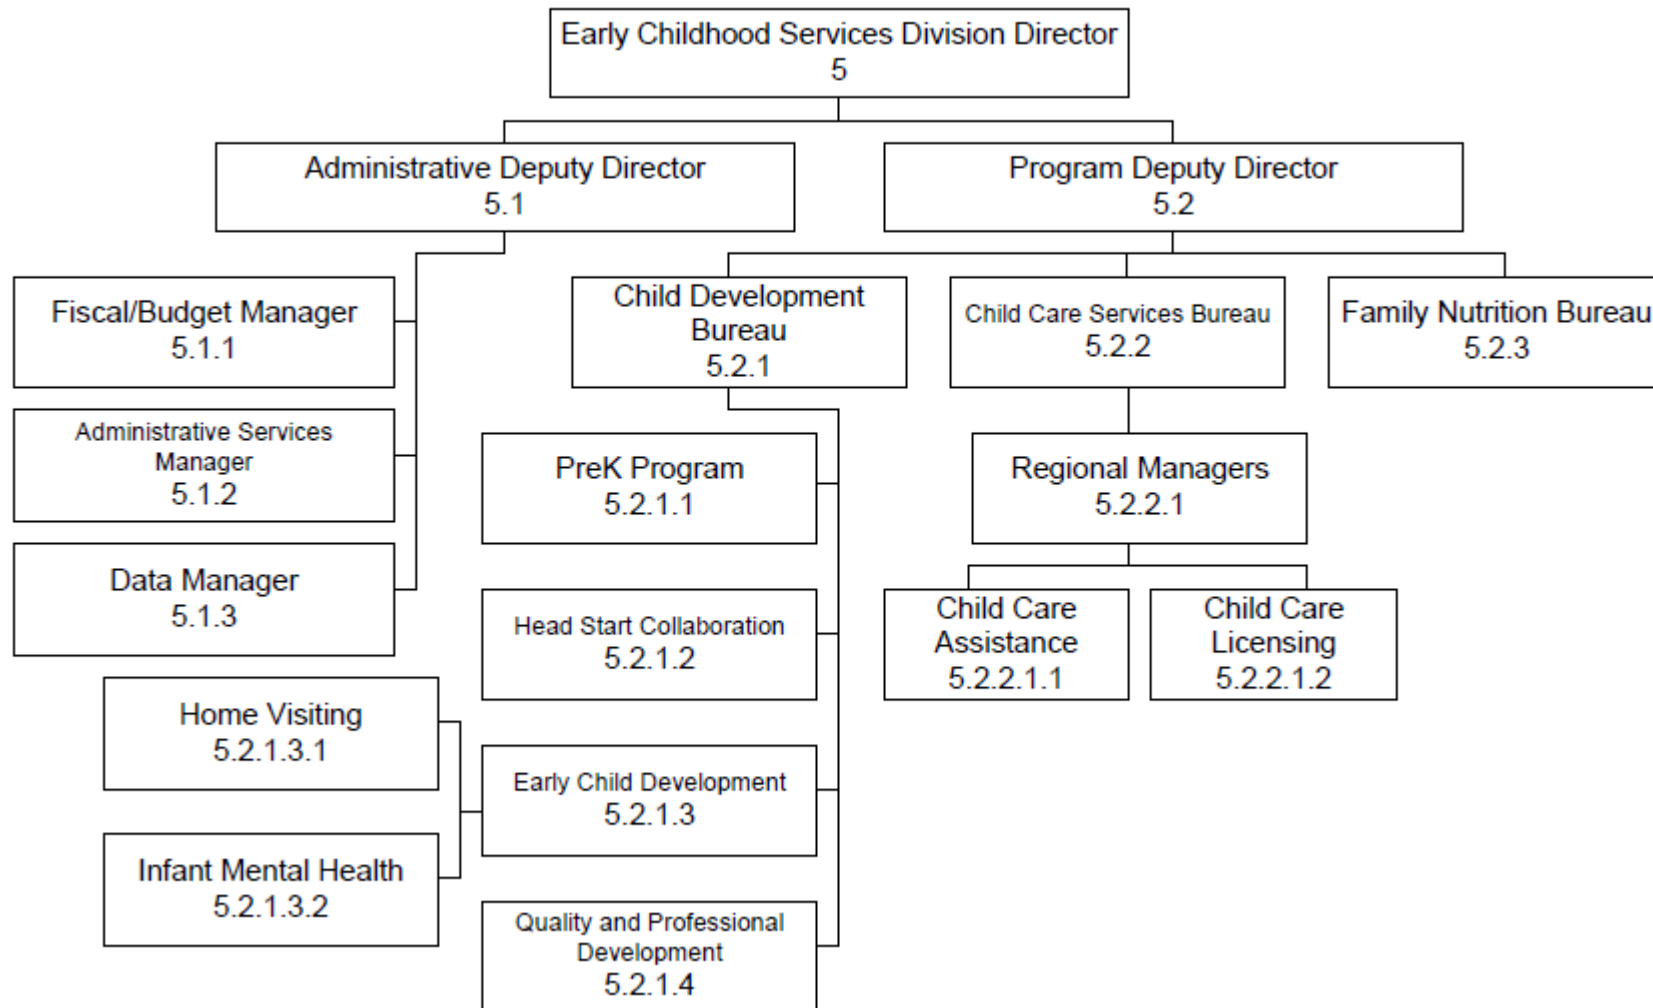 Early Childhood Services Division Director
5
Administrative Deputy Director
5.1
Program Deputy Director
5.2
Fiscal/Budget Manager
5.1.1
Administrative Services
Manager
5.1.2
Data Manager
5.1.3
Child Development
Bureau
5.2.1
Child Care Services Bureau
5.2.2
Family Nutrition Bureau
5.2.3
PreK Program
5.2.1.1
Head Start Collaboration
5.2.1.2
Early Child Development
5.2.1.3
Home Visiting
5.2.1.3.1
Infant Mental Health
5.2.1.3.2
Quality and Professional
Development
5.2.1.4
Regional Managers
5.2.2.1
Child Care
Assistance
5.2.2.1.1
Child Care
Licensing
5.2.2.1.2